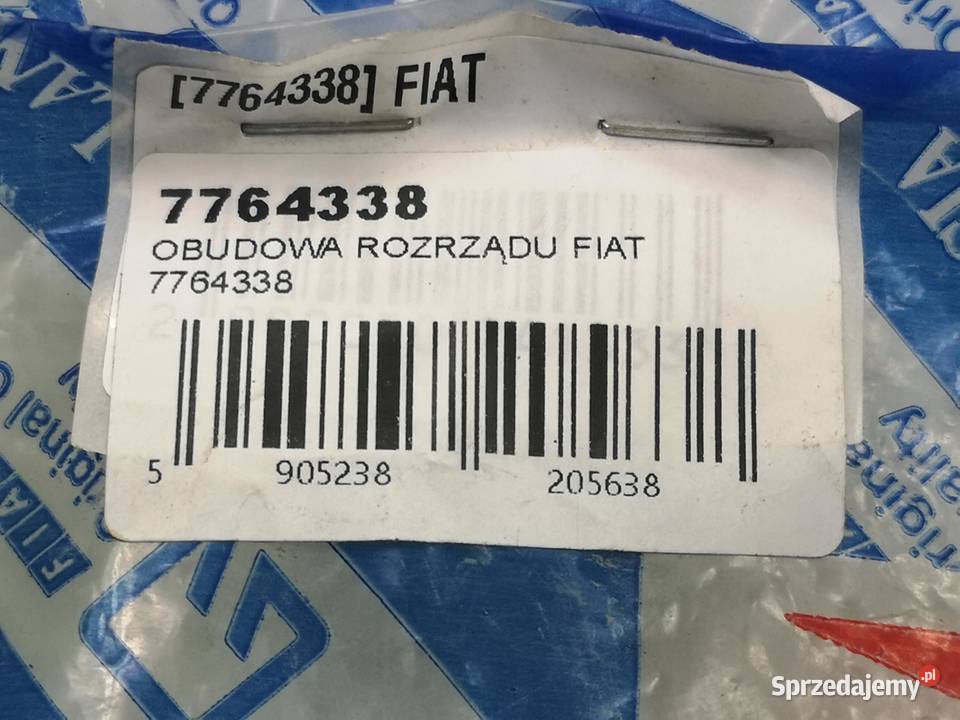 [7764338] FIAT
7764338
OBUDOWA ROZRZĄDU FIAT
7764338
5 905238 205638
Sprzedajemy.pl